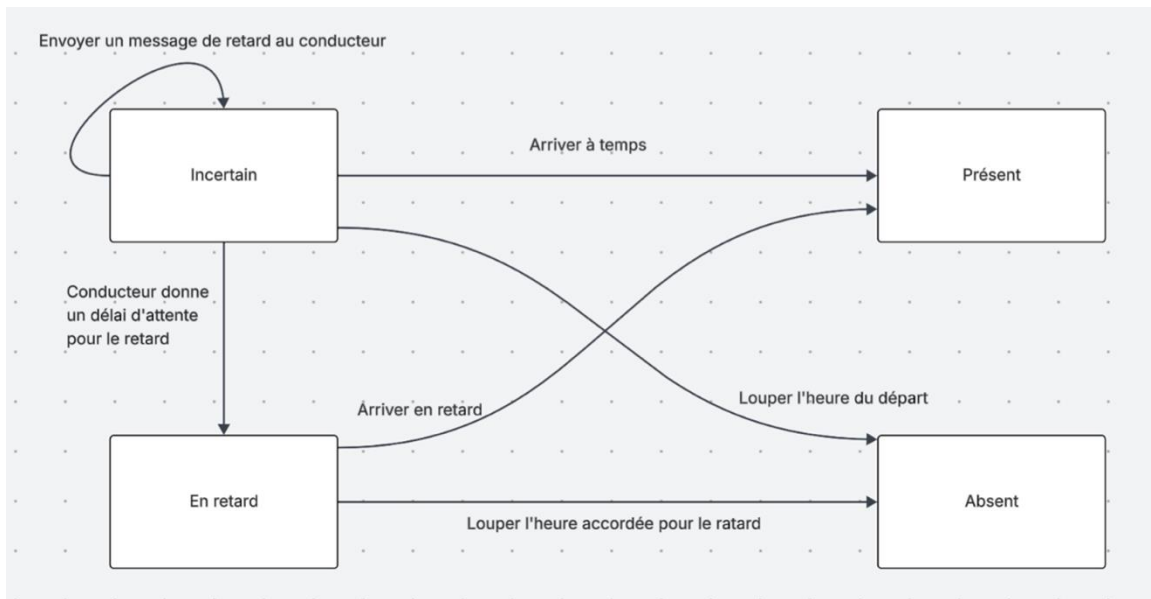 Envoyer un message de retard au conducteur
Arriver à temps
Incertain
Présent
Conducteur donne
un délai d'attente
pour le retard
Louper l'heure du départ
Arriver en retard
En retard
Absent
Louper l'heure accordée pour le ratard